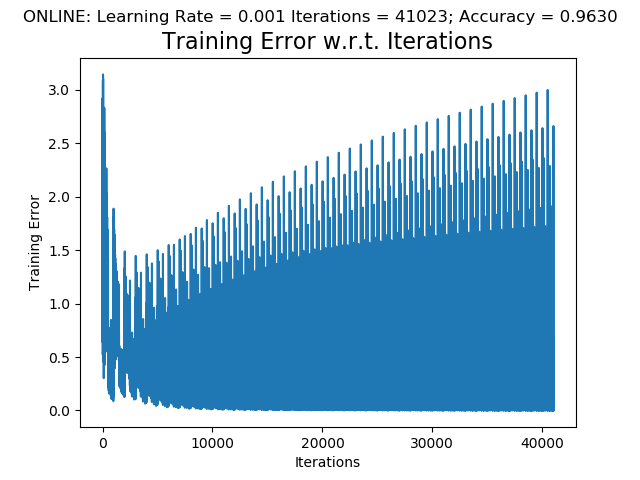 ONLINE: Learning Rate = 0.001 Iterations = 41023; Accuracy = 0.9630
Training Error w.r.t. Iterations
3.0
2.5
2.0
1.5
1.0
0.5
0.0
Training Error
0 10000 20000 30000 40000
Iterations